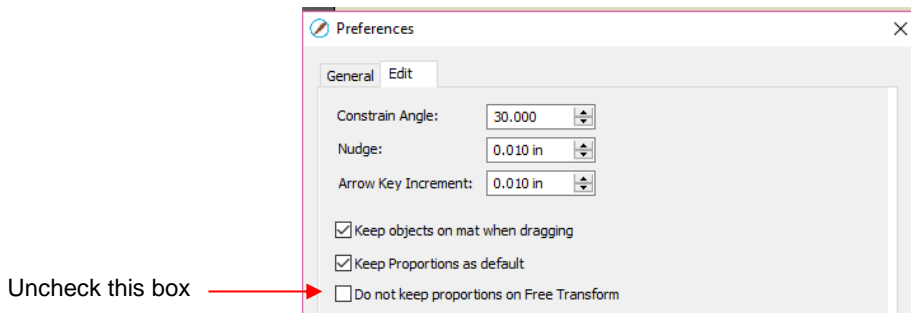 Preferences
General Edit
Constrain Angle: 30.000
Nudge: 0.010 in
Arrow Key Increment: 0.010 in
Keep objects on mat when dragging
Keep Proportions as default
Uncheck this box Do not keep proportions on Free Transform